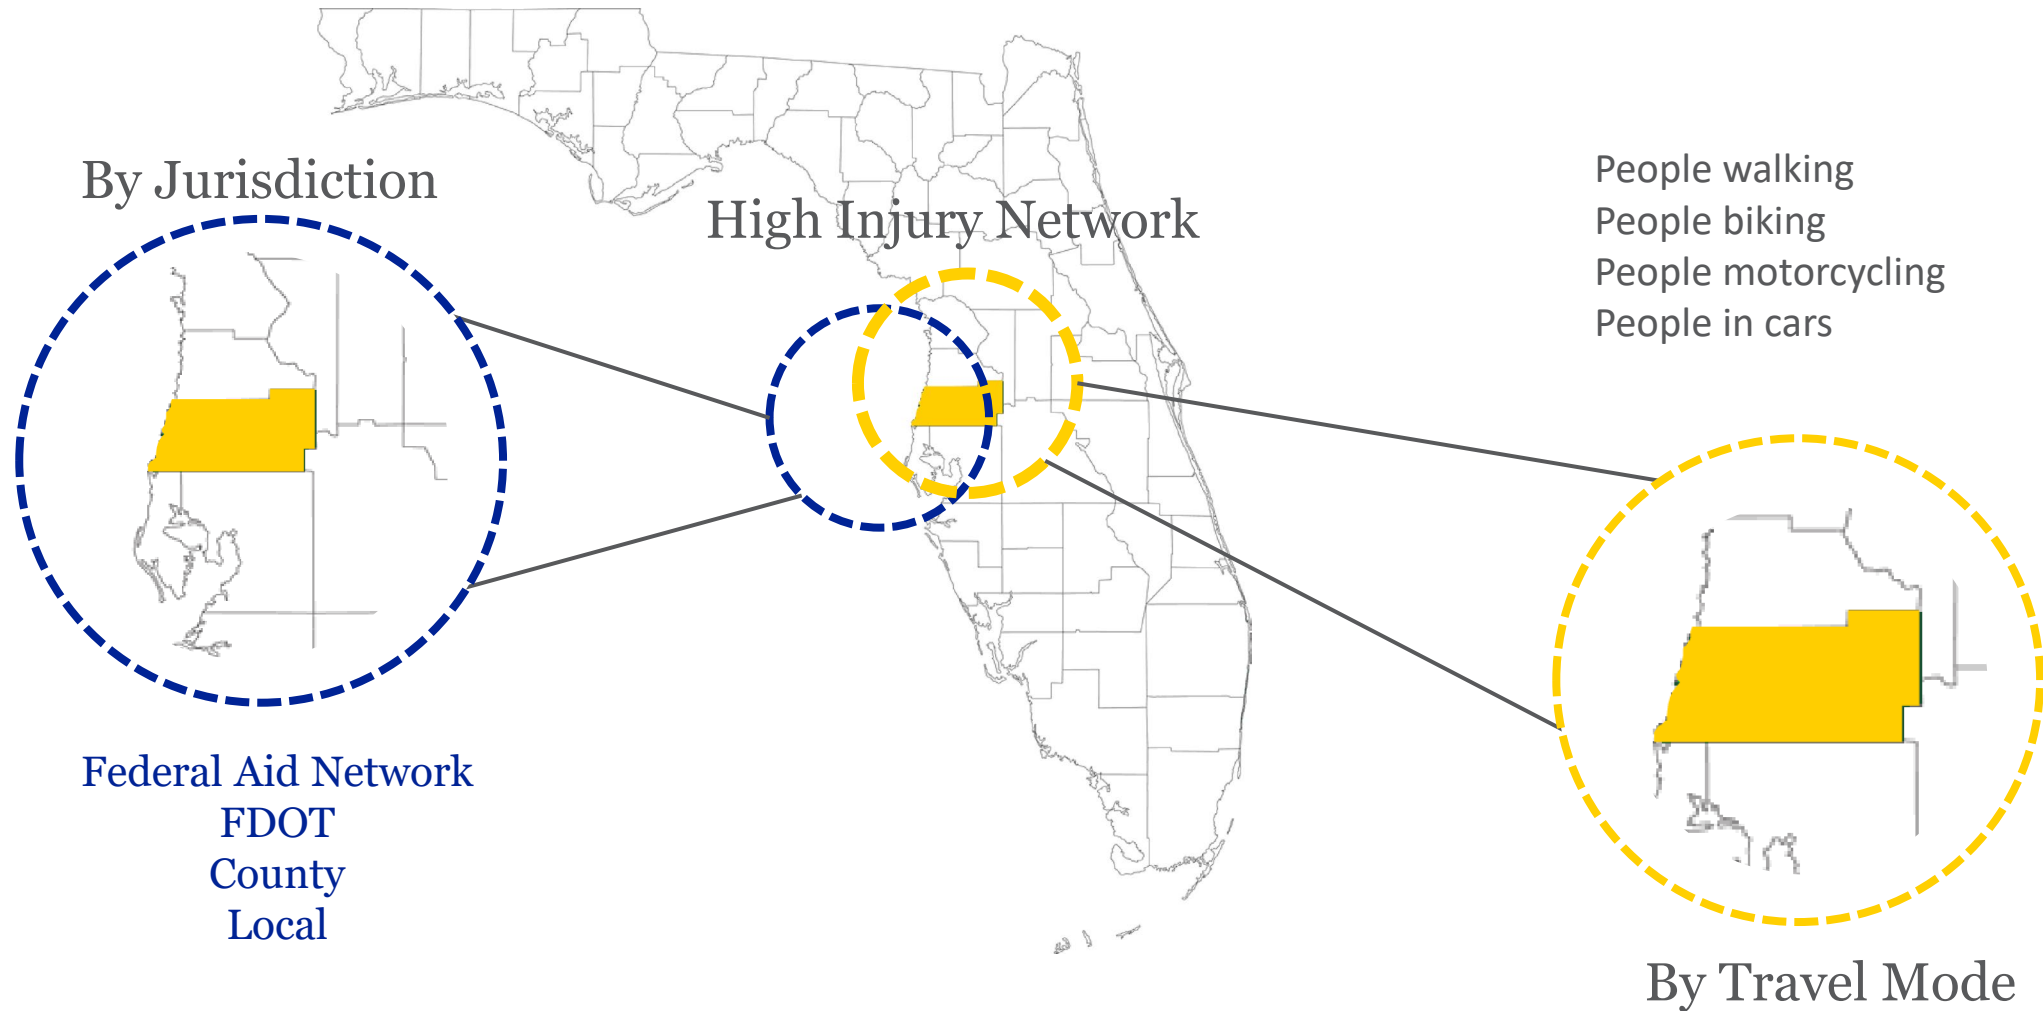 By Jurisdiction
Federal Aid Network
FDOT
County
Local
High Injury Network
People walking
People biking
People motorcycling
People in cars
By Travel Mode